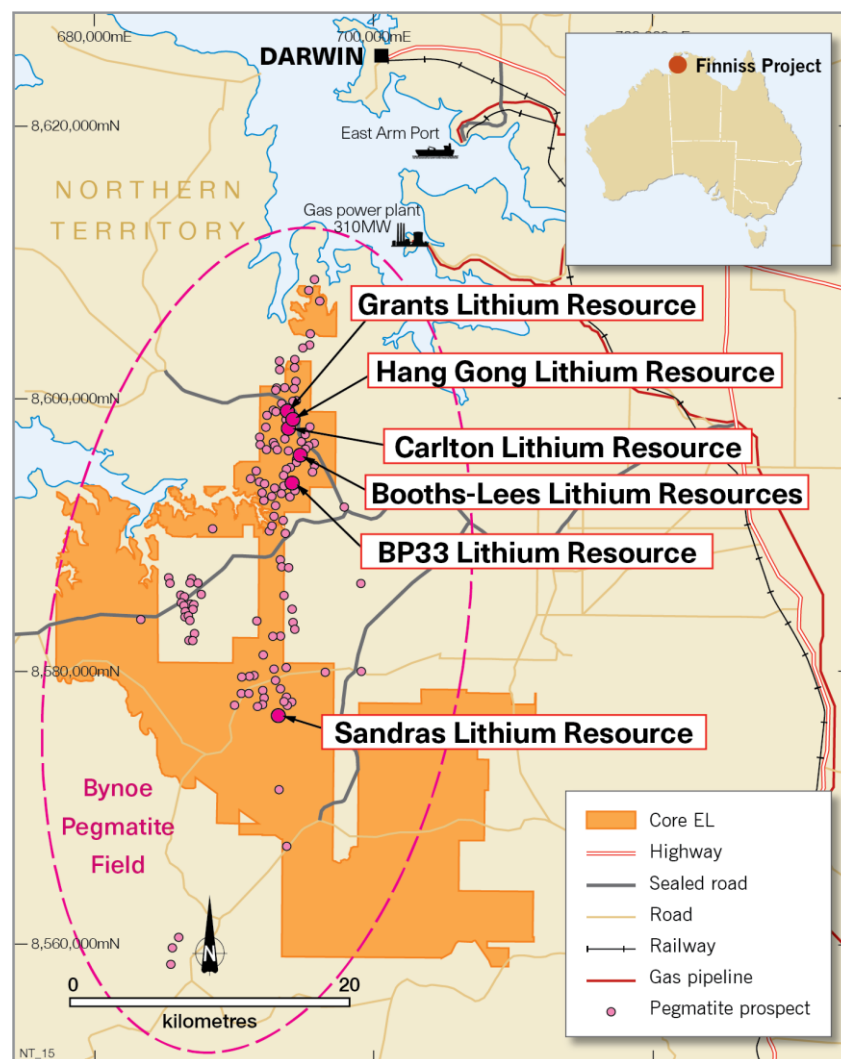 680,000mE
700,000mE
DARWIN
Finniss Project
8,620,000mN
East Arm Port
NORTHERN
TERRITORY
Gas power plant
310MW
Grants Lithium Resource
Hang Gong Lithium Resource
8,600,000mN
Carlton Lithium Resource
Booths-Lees Lithium Resources
BP33 Lithium Resource
8,580,000mN
Sandras Lithium Resource
Bynoe
Pegmatite
Field
Core EL
Highway
Sealed road
Road
Railway
Gas pipeline
Pegmatite prospect
8,560,000mN
N
0
20
kilometres
NT_15